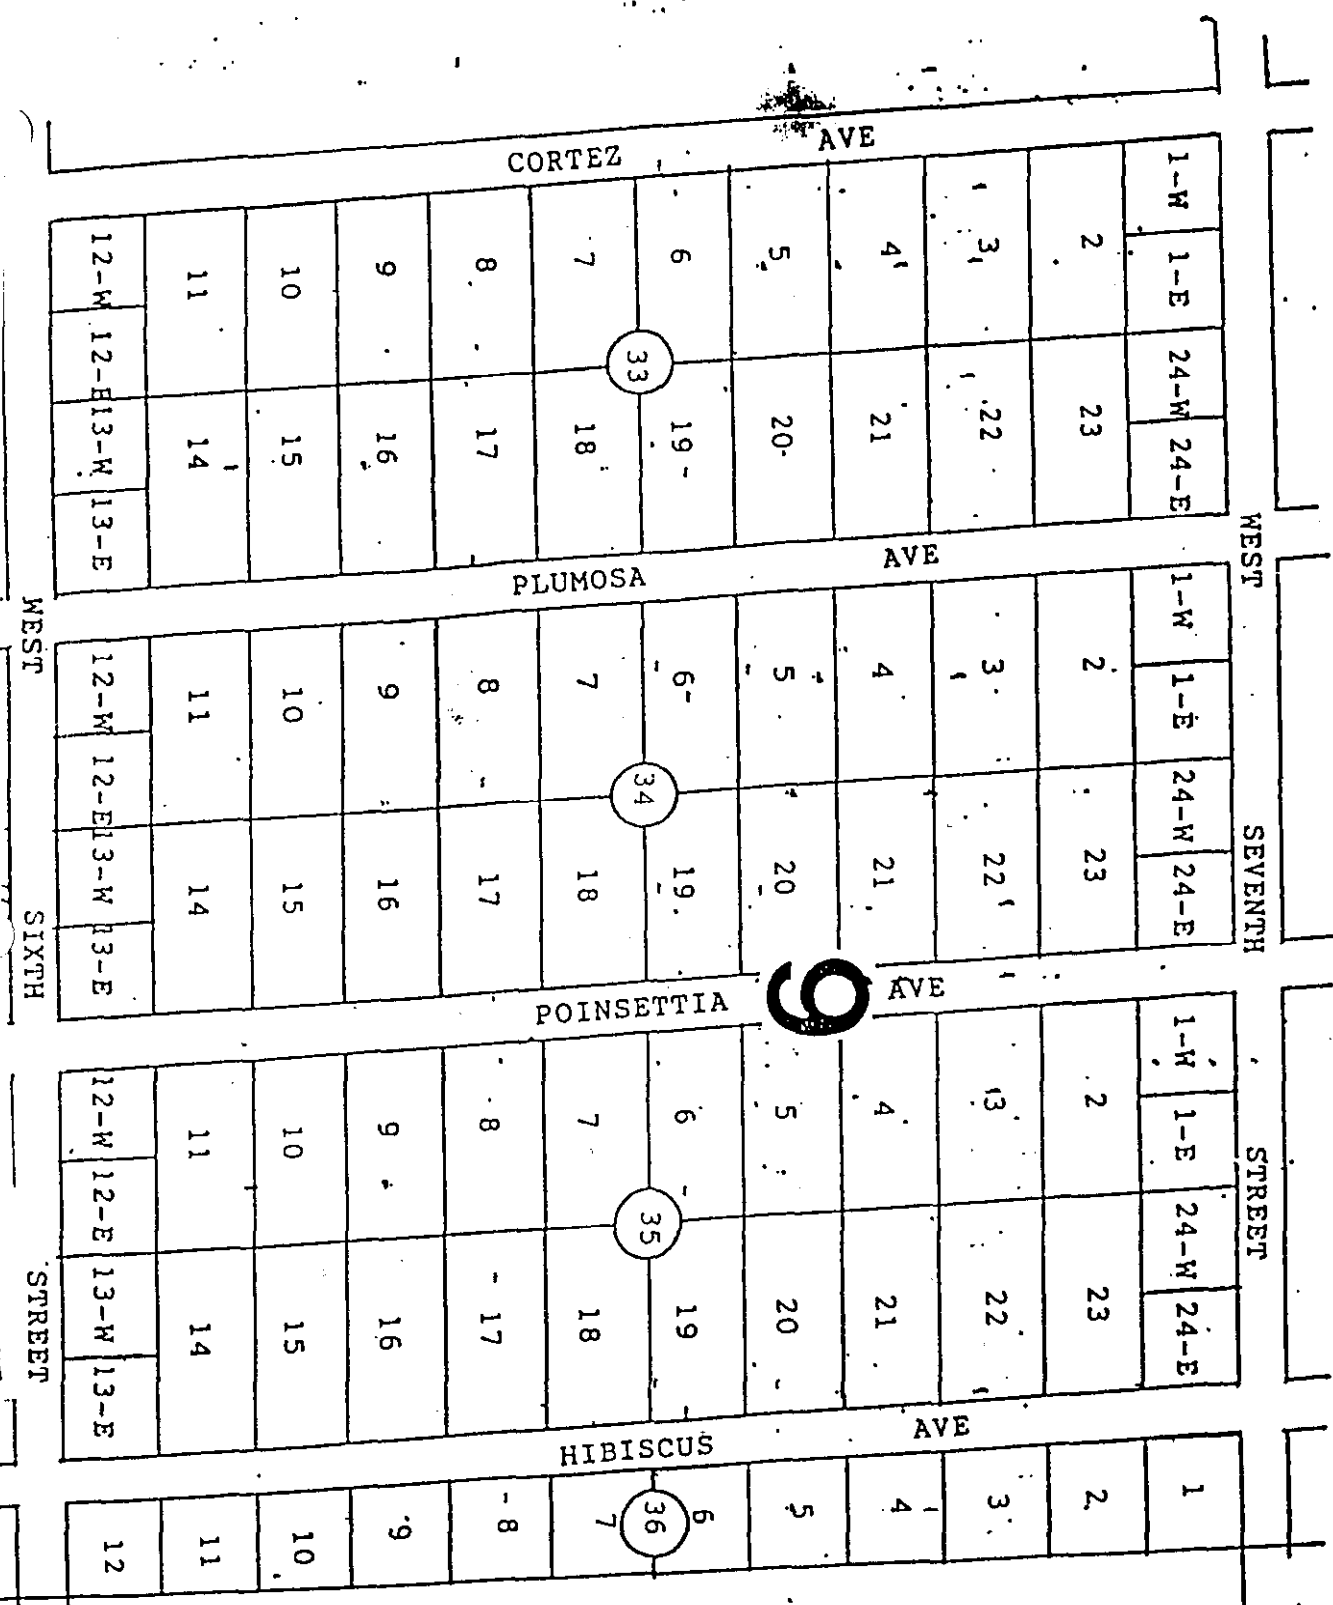 CORTEZ AVE
12-W 11 10 9 8 7 6 5 4 3 2 1-W
1-E
12-E 33
13-W 14 15 16 17 18 19 20 21 22 23 24-W
13-E 24-E
PLUMOSA AVE
12-W 11 10 9 8 7 6 5 4 3 2 1-W
1-E
12-E 34
13-W 14 15 16 17 18 19 20 21 22 23 24-W
13-E 24-E
POINSETTIA AVE
9
12-W 11 10 9 8 7 6 5 4 3 2 1-W
12-E 1-E
35
13-W 14 15 16 17 18 19 20 21 22 23 24-W
13-E 24-E
HIBISCUS AVE
12 11 10 9 8 7 36 6 5 4 3 2 1
WEST SIXTH STREET
WEST SEVENTH STREET